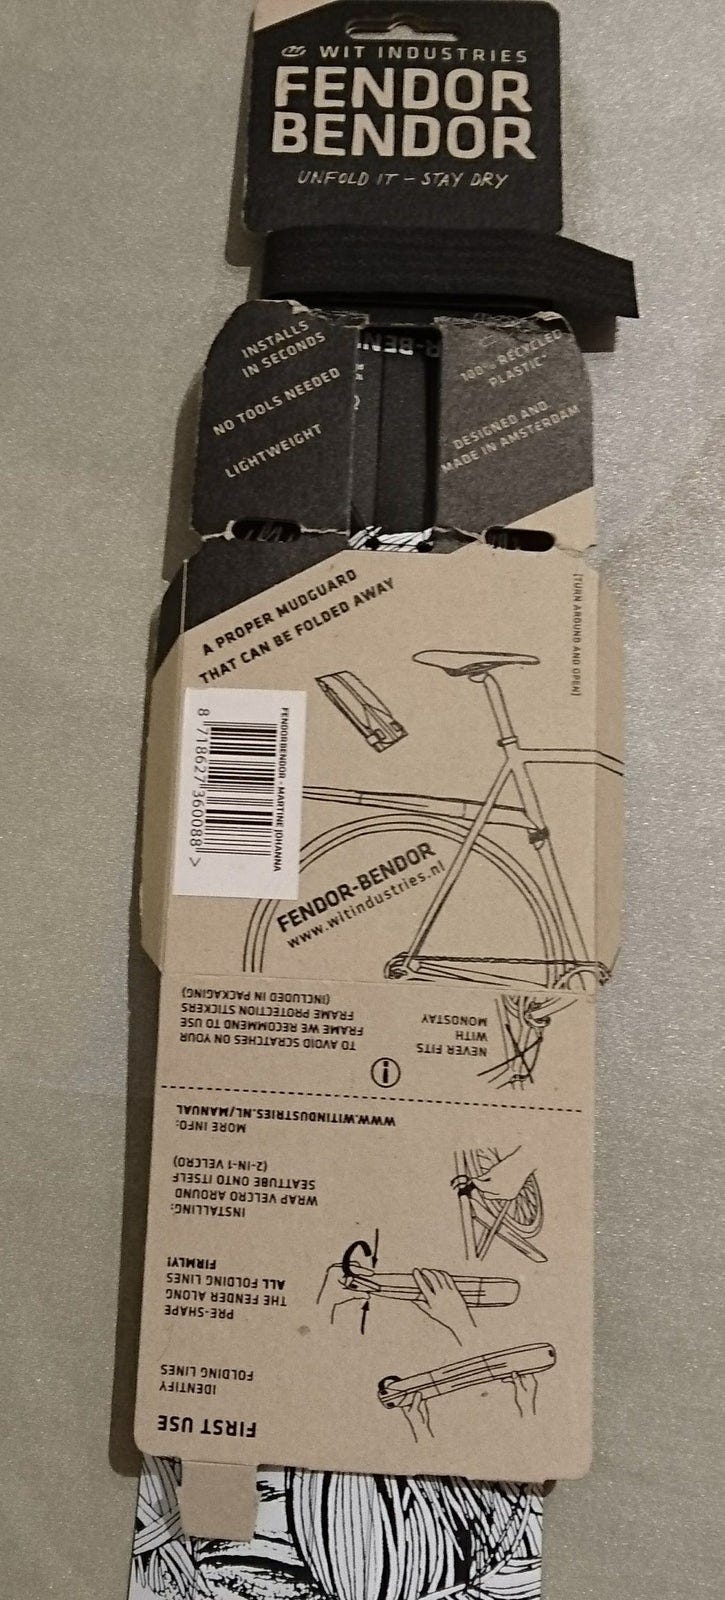 WIT INDUSTRIES
FENDOR
BENDOR
UNFOLD IT – STAY DRY
INSTALLS
IN SECONDS
NO TOOLS NEEDED
LIGHTWEIGHT
R-BEN
100% RECYCLED
PLASTIC*
DESIGNED AND
MADE IN AMSTERDAM
A PROPER MUDGUARD
THAT CAN BE FOLDED AWAY
[TURN AROUND AND OPEN]
FENDORBENDOR - MARTINE JOHANNA
8 718627 360088 >
FENDOR-BENDOR
www.witindustries.nl
FIRST USE
IDENTIFY
FOLDING LINES
PRE-SHAPE
THE FENDER ALONG
ALL FOLDING LINES
FIRMLY!
INSTALLING:
WRAP VELCRO AROUND
SEATTUBE ONTO ITSELF
(2-IN-1 VELCRO)
MORE INFO:
WWW.WITINDUSTRIES.NL/MANUAL
i
TO AVOID SCRATCHES ON YOUR
FRAME WE RECOMMEND TO USE
FRAME PROTECTION STICKERS
(INCLUDED IN PACKAGING)
NEVER FITS
WITH
MONOSTAY